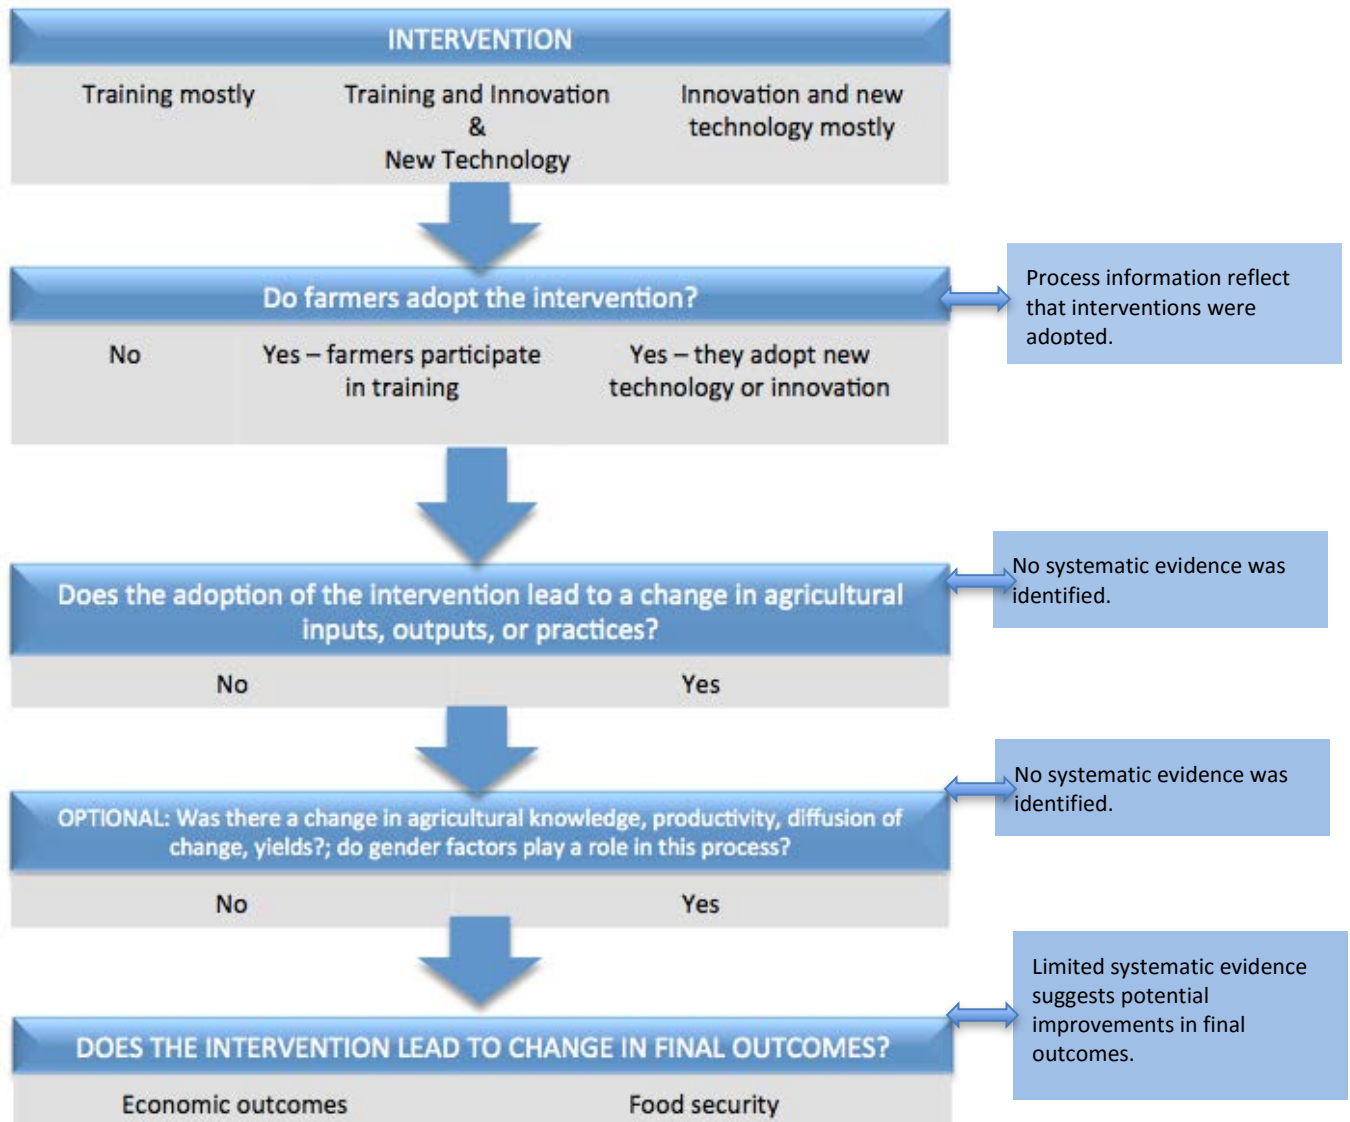 INTERVENTION
Training mostly
Training and Innovation
&
New Technology
Innovation and new
technology mostly
Do farmers adopt the intervention?
Process information reflect
that interventions were
adopted.
No
Yes – farmers participate
in training
Yes – they adopt new
technology or innovation
Does the adoption of the intervention lead to a change in agricultural
inputs, outputs, or practices?
No systematic evidence was
identified.
No
Yes
OPTIONAL: Was there a change in agricultural knowledge, productivity, diffusion of
change, yields?; do gender factors play a role in this process?
No systematic evidence was
identified.
No
Yes
DOES THE INTERVENTION LEAD TO CHANGE IN FINAL OUTCOMES?
Limited systematic evidence
suggests potential
improvements in final
outcomes.
Economic outcomes
Food security